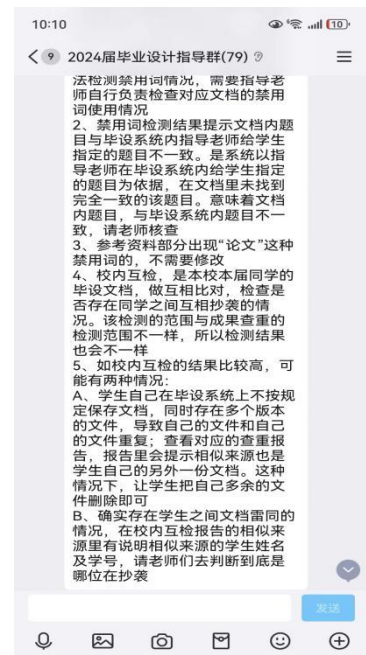 10:10
10
9
2024届毕业设计指导群(79)
法检测禁用词情况，需要指导老
师自行负责检查对应文档的禁用
词使用情况
2、禁用词检测结果提示文档内题
目与毕设系统内指导老师给学生
指定的题目不一致。是系统以指
导老师在毕设系统内给学生指定
的题目为依据，在文档里未找到
完全一致的该题目。意味着文档
内题目，与毕设系统内题目不一
致，请老师核查
3、参考资料部分出现“论文”这种
禁用词的，不需要修改
4、校内互检，是本校本届同学的
毕设文档，做互相比对，检查是
否存在同学之间互相抄袭的情
况。该检测的范围与成果查重的
检测范围不一样，所以检测结果
也会不一样
5、如校内互检的结果比较高，可
能有两种情况：
A、学生自己在毕设系统上不按规
定保存文档，同时存在多个版本
的文件，导致自己的文件和自己
的文件重复；查看对应的查重报
告，报告里会提示相似来源也是
学生自己的另外一份文档。这种
情况下，让学生把自己多余的文
件删除即可
B、确实存在学生之间文档雷同的
情况，在校内互检报告的相似来
源里有说明相似来源的学生姓名
及学号，请老师们去判断到底是
哪位在抄袭
发送